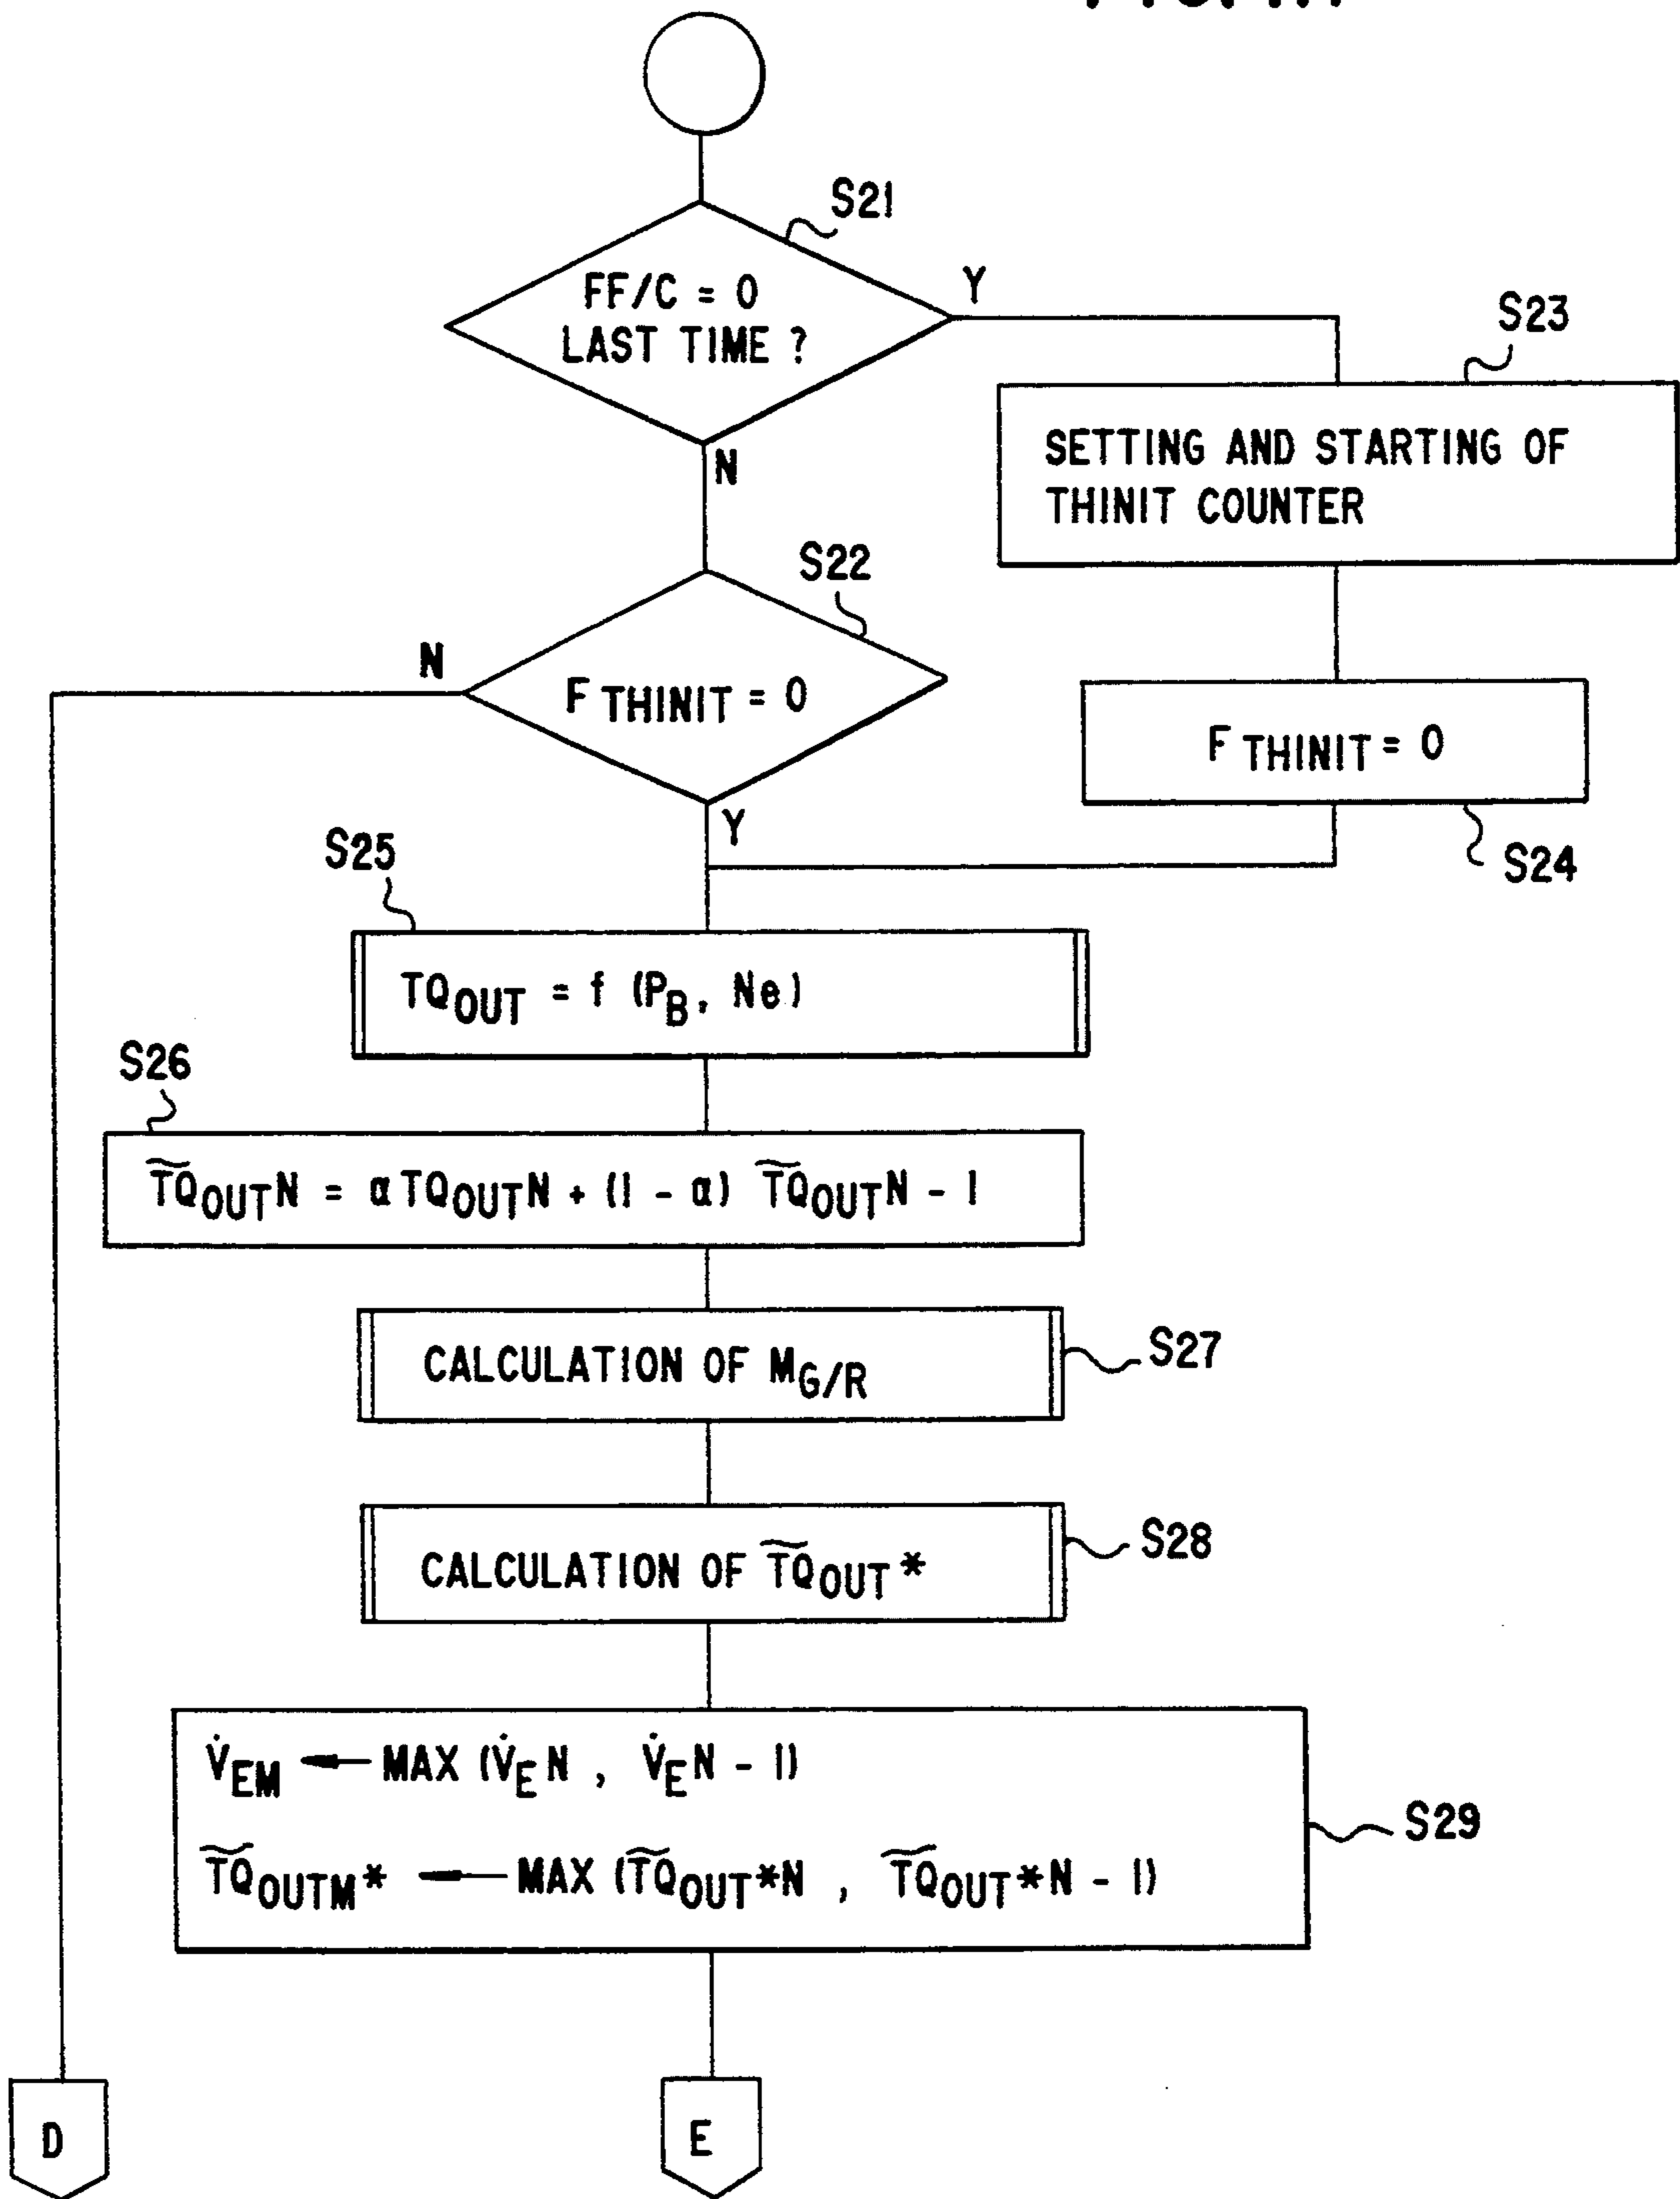 S21
FF/C = 0
LAST TIME ?
Y
N
S23
SETTING AND STARTING OF
THINIT COUNTER
S22
F THINIT = 0
N
Y
F THINIT = 0
S24
S25
TQOUT = f (PB, Ne)
S26
T̃QOUTN = αTQOUTN + (1 - α) T̃QOUTN - 1
CALCULATION OF MG/R
S27
CALCULATION OF T̃QOUT*
S28
V̇EM ← MAX (V̇EN , V̇EN - 1)
T̃QOUTM* ← MAX (T̃QOUT*N , T̃QOUT*N - 1)
S29
D
E